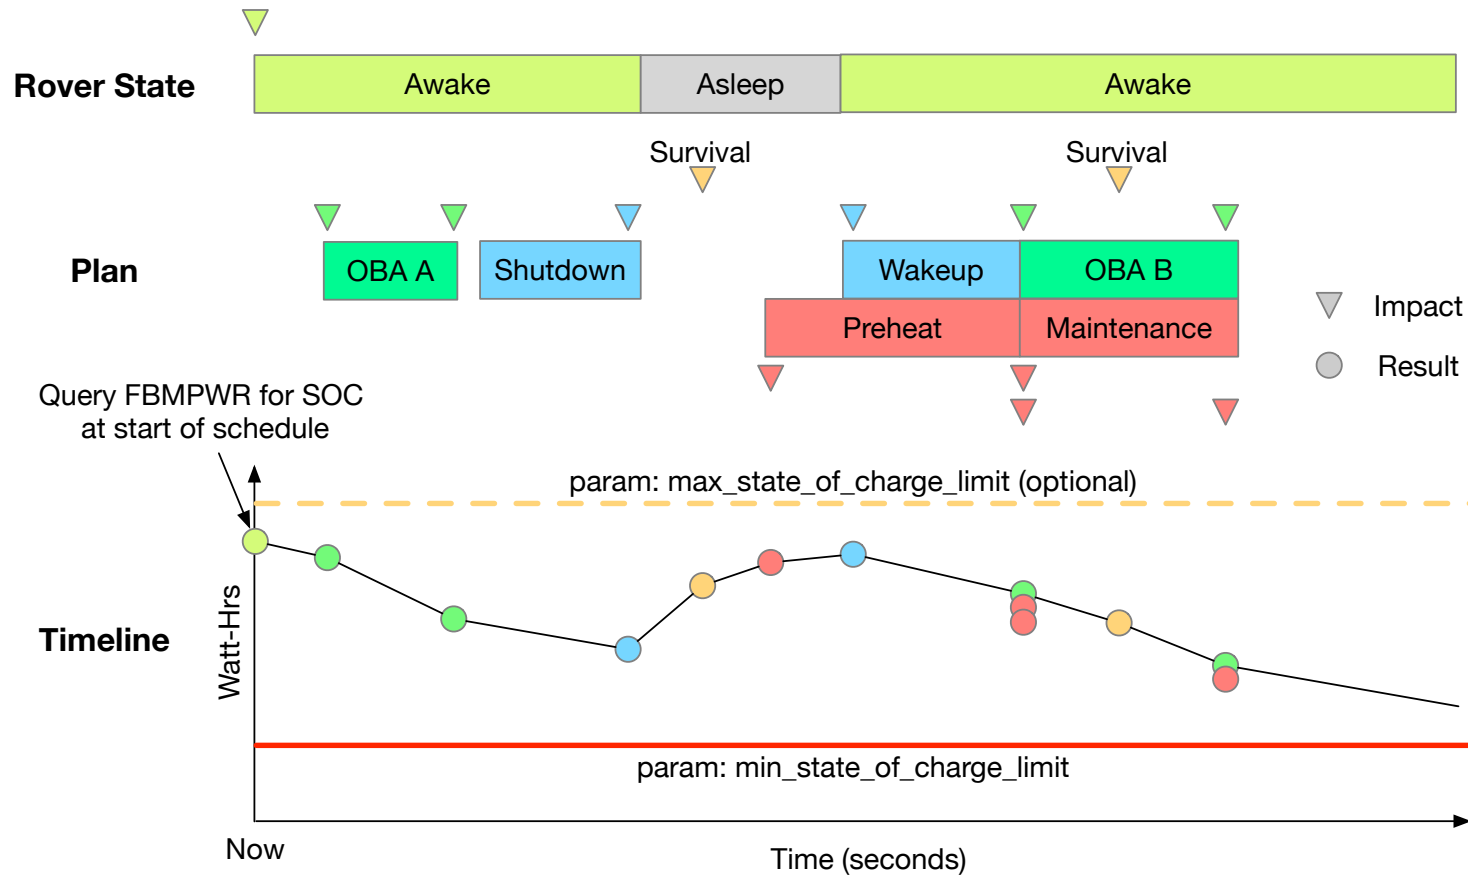 Rover State
Awake
Asleep
Awake
Survival
Survival
Plan
OBA A
Shutdown
Wakeup
OBA B
Preheat
Maintenance
Impact
Result
Query FBMPWR for SOC
at start of schedule
param: max_state_of_charge_limit (optional)
Timeline
Watt-Hrs
param: min_state_of_charge_limit
Now
Time (seconds)